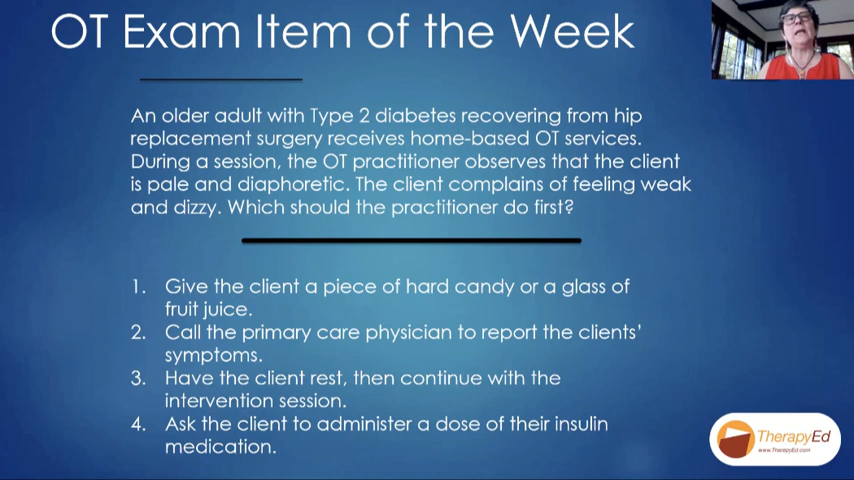 OT Exam Item of the Week
An older adult with Type 2 diabetes recovering from hip
replacement surgery receives home-based OT services.
During a session, the OT practitioner observes that the client
is pale and diaphoretic. The client complains of feeling weak
and dizzy. Which should the practitioner do first?
1. Give the client a piece of hard candy or a glass of
fruit juice.
2. Call the primary care physician to report the clients'
symptoms.
3. Have the client rest, then continue with the
intervention session.
4. Ask the client to administer a dose of their insulin
medication.
TherapyEd
www.TherapyEd.com